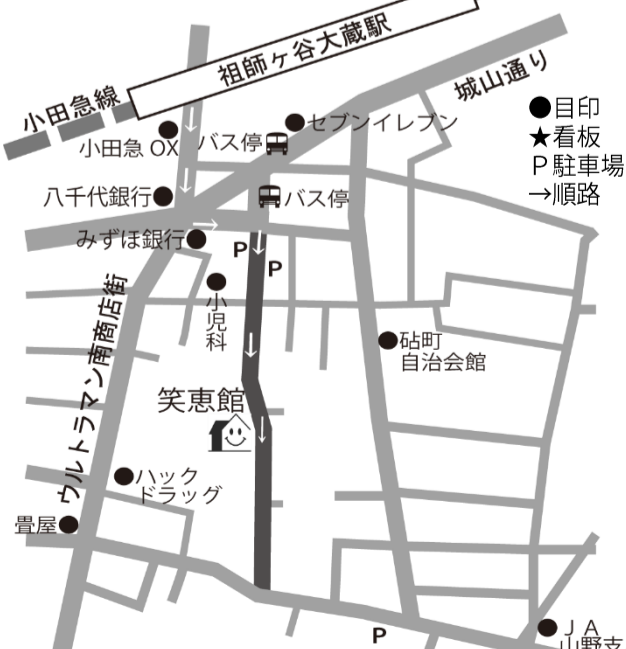 祖師ヶ谷大蔵駅
小田急線
城山通り
●目印
★看板
P 駐車場
→順路
セブンイレブン
バス停
小田急 OX
八千代銀行
バス停
みずほ銀行
P
P
小児科
ウルトラマン南商店街
砧町
自治会館
笑恵館
ハック
ドラッグ
畳屋
P
JA